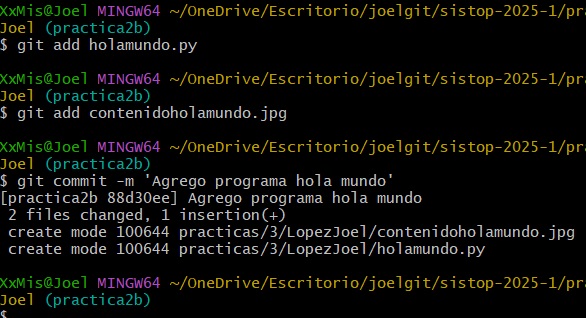 XxMis@Joel MINGW64 ~/OneDrive/Escritorio/joelgit/sistop-2025-1/pra
Joel (practica2b)
$ git add holamundo.py
XxMis@Joel MINGW64 ~/OneDrive/Escritorio/joelgit/sistop-2025-1/pra
Joel (practica2b)
$ git add contenidoholamundo.jpg
XxMis@Joel MINGW64 ~/OneDrive/Escritorio/joelgit/sistop-2025-1/pra
Joel (practica2b)
$ git commit -m 'Agrego programa hola mundo'
[practica2b 88d30ee] Agrego programa hola mundo
 2 files changed, 1 insertion(+)
 create mode 100644 practicas/3/LopezJoel/contenidoholamundo.jpg
 create mode 100644 practicas/3/LopezJoel/holamundo.py
XxMis@Joel MINGW64 ~/OneDrive/Escritorio/joelgit/sistop-2025-1/pra
Joel (practica2b)
$